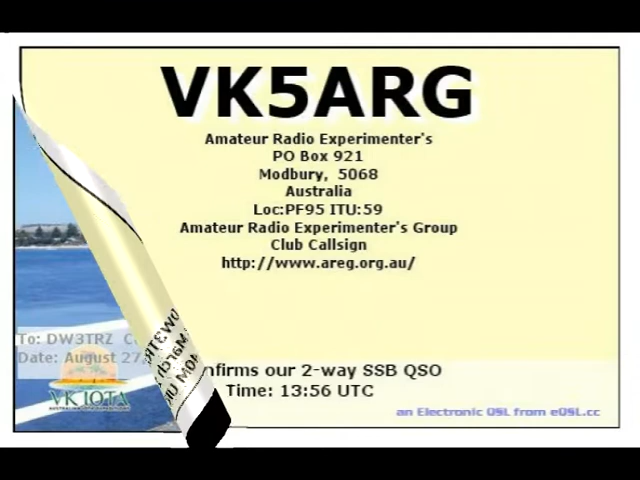 VK5ARG
Amateur Radio Experimenter's
PO Box 921
Modbury, 5068
Australia
Loc:PF95 ITU:59
Amateur Radio Experimenter's Group
Club Callsign
http://www.areg.org.au/
To: DW3TRZ
nfirms our 2-way SSB QSO
Date: August 27
Time: 13:56 UTC
VK IOTA
an Electronic QSL from eQSL.cc